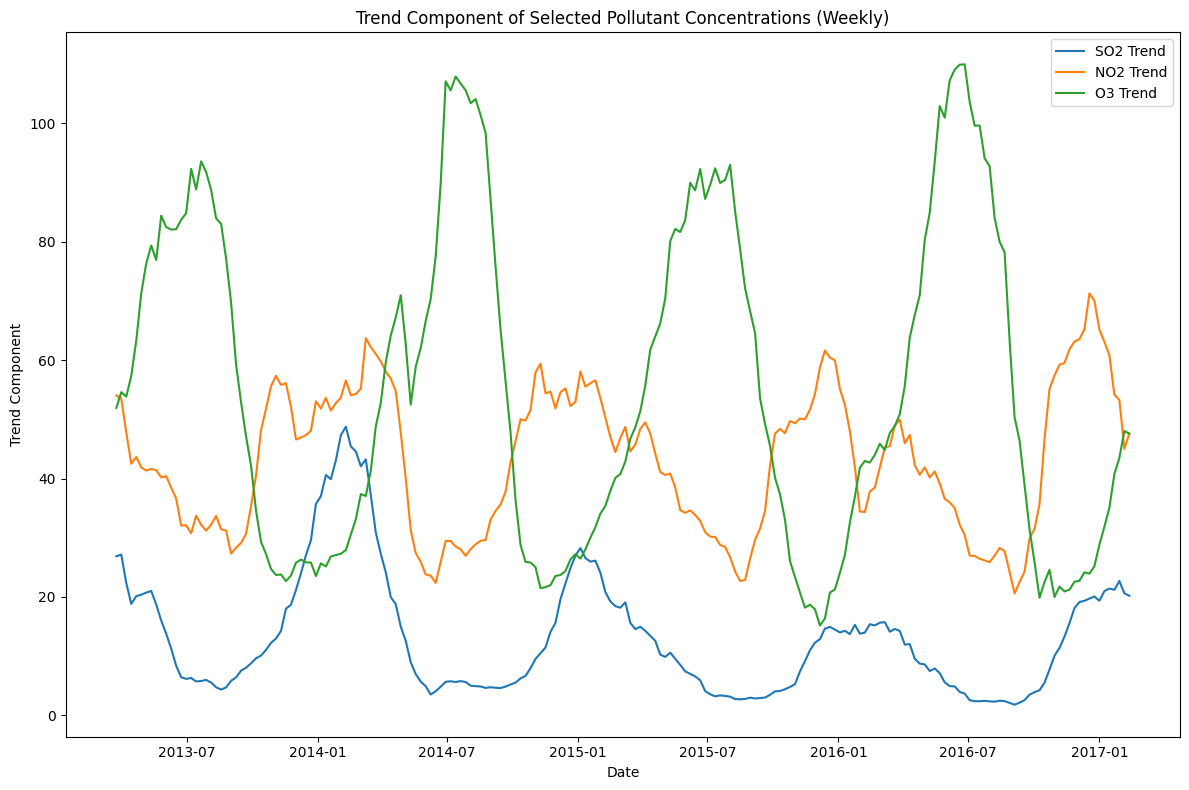 Trend Component of Selected Pollutant Concentrations (Weekly)
SO2 Trend
NO2 Trend
O3 Trend
Trend Component
100
80
60
40
20
0
2013-07
2014-01
2014-07
2015-01
2015-07
2016-01
2016-07
2017-01
Date